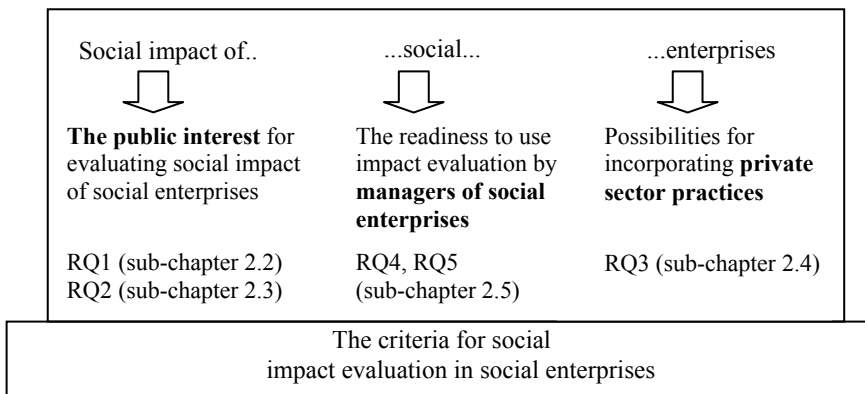 Social impact of..
The public interest for
evaluating social impact
of social enterprises
RQ1 (sub-chapter 2.2)
RQ2 (sub-chapter 2.3)
...social...
The readiness to use
impact evaluation by
managers of social
enterprises
RQ4, RQ5
(sub-chapter 2.5)
...enterprises
Possibilities for
incorporating private
sector practices
RQ3 (sub-chapter 2.4)
The criteria for social
impact evaluation in social enterprises